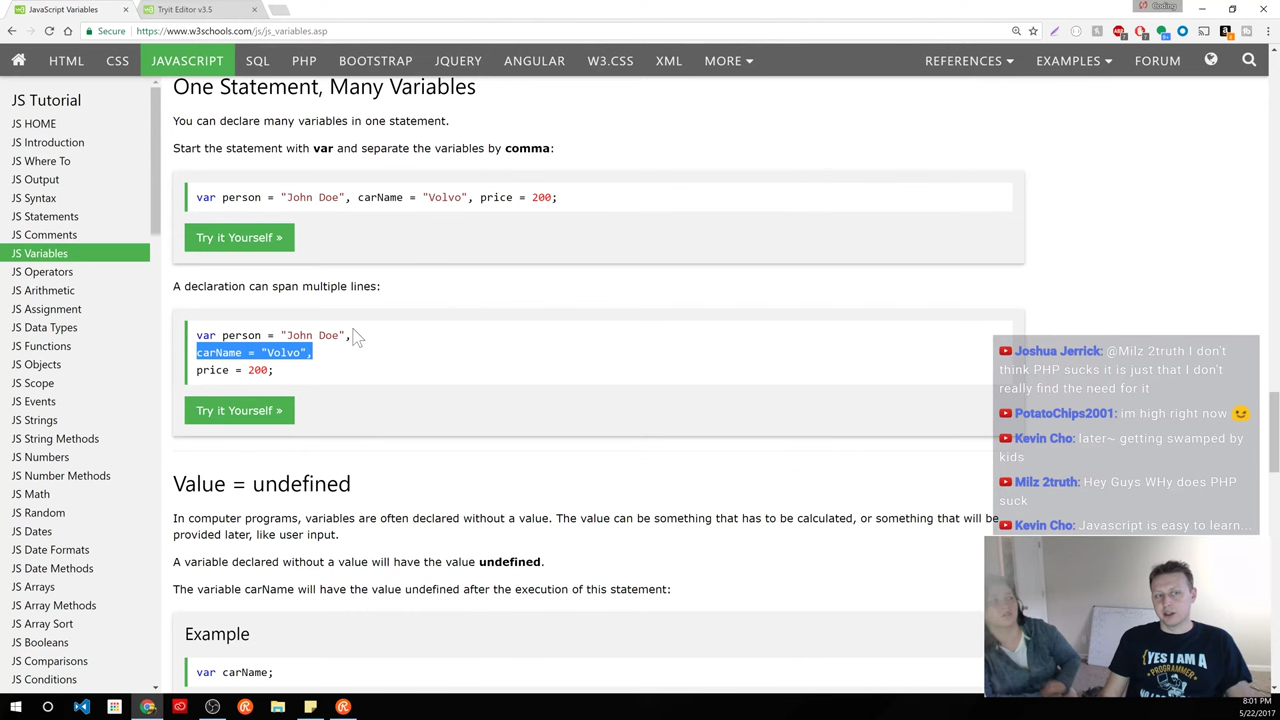 JavaScript Variables
Tryit Editor v3.5
Coding
Secure
https://www.w3schools.com/js/js_variables.asp
HTML CSS JAVASCRIPT SQL PHP BOOTSTRAP JQUERY ANGULAR W3.CSS XML MORE REFERENCES EXAMPLES FORUM
JS Tutorial
JS HOME
JS Introduction
JS Where To
JS Output
JS Syntax
JS Statements
JS Comments
JS Variables
JS Operators
JS Arithmetic
JS Assignment
JS Data Types
JS Functions
JS Objects
JS Scope
JS Events
JS Strings
JS String Methods
JS Numbers
JS Number Methods
JS Math
JS Random
JS Dates
JS Date Formats
JS Date Methods
JS Arrays
JS Array Methods
JS Array Sort
JS Booleans
JS Comparisons
JS Conditions
One Statement, Many Variables
You can declare many variables in one statement.
Start the statement with var and separate the variables by comma:
var person = "John Doe", carName = "Volvo", price = 200;
Try it Yourself »
A declaration can span multiple lines:
var person = "John Doe",
carName = "Volvo",
price = 200;
Try it Yourself »
Value = undefined
In computer programs, variables are often declared without a value. The value can be something that has to be calculated, or something that will be
provided later, like user input.
A variable declared without a value will have the value undefined.
The variable carName will have the value undefined after the execution of this statement:
Example
var carName;
Joshua Jerrick: @Milz 2truth I don't
think PHP sucks it is just that I don't
really find the need for it
PotatoChips2001: im high right now
Kevin Cho: later~ getting swamped by
kids
Milz 2truth: Hey Guys WHy does PHP
suck
Kevin Cho: Javascript is easy to learn...
YES I AM A
PROGRAMMER
8:01 PM
5/22/2017